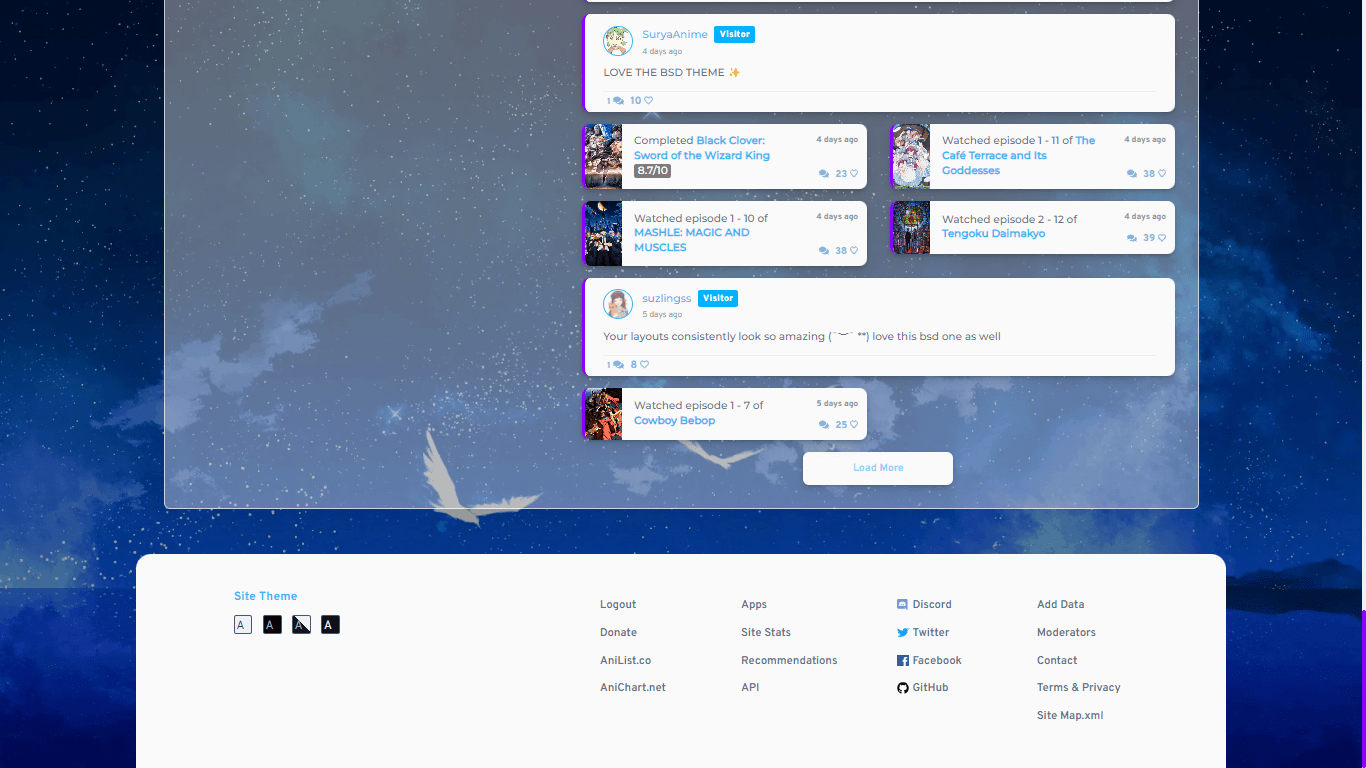 SuryaAnime Visitor
4 days ago
LOVE THE BSD THEME ✨
1 10
Completed Black Clover:
Sword of the Wizard King
8.7/10
4 days ago
23
Watched episode 1 - 11 of The
Café Terrace and Its
Goddesses
4 days ago
38
Watched episode 1 - 10 of
MASHLE: MAGIC AND
MUSCLES
4 days ago
38
Watched episode 2 - 12 of
Tengoku Daimakyo
4 days ago
39
suzlingss Visitor
5 days ago
Your layouts consistently look so amazing (˘︶˘ **) love this bsd one as well
1 8
Watched episode 1 - 7 of
Cowboy Bebop
5 days ago
25
Load More
Site Theme
A A A A
Logout
Donate
AniList.co
AniChart.net
Apps
Site Stats
Recommendations
API
Discord
Twitter
Facebook
GitHub
Add Data
Moderators
Contact
Terms & Privacy
Site Map.xml